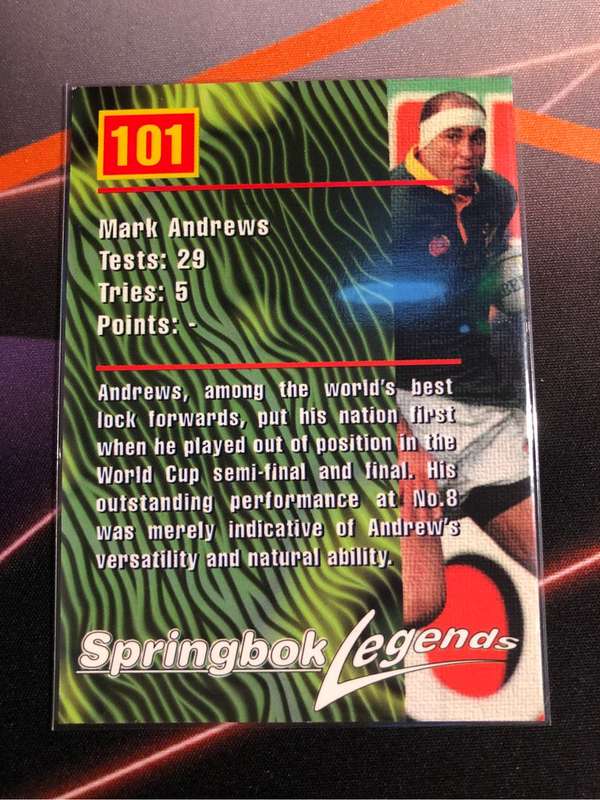 101
Mark Andrews
Tests: 29
Tries: 5
Points: -
Andrews, among the world's best
lock forwards, put his nation first
when he played out of position in the
World Cup semi-final and final. His
outstanding performance at No.8
was merely indicative of Andrew's
versatility and natural ability.
Springbok Legends